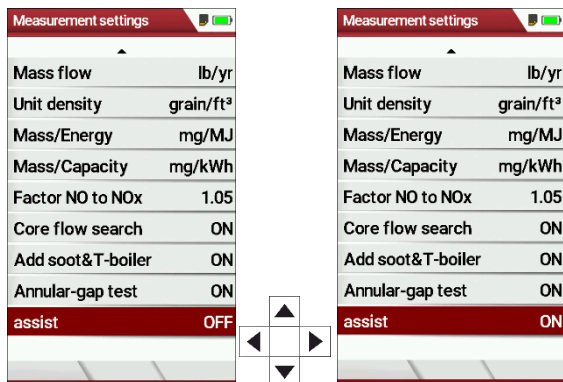 Measurement settings
Mass flow lb/yr
Unit density grain/ft³
Mass/Energy mg/MJ
Mass/Capacity mg/kWh
Factor NO to NOx 1.05
Core flow search ON
Add soot&T-boiler ON
Annular-gap test ON
assist OFF
Measurement settings
Mass flow lb/yr
Unit density grain/ft³
Mass/Energy mg/MJ
Mass/Capacity mg/kWh
Factor NO to NOx 1.05
Core flow search ON
Add soot&T-boiler ON
Annular-gap test ON
assist ON